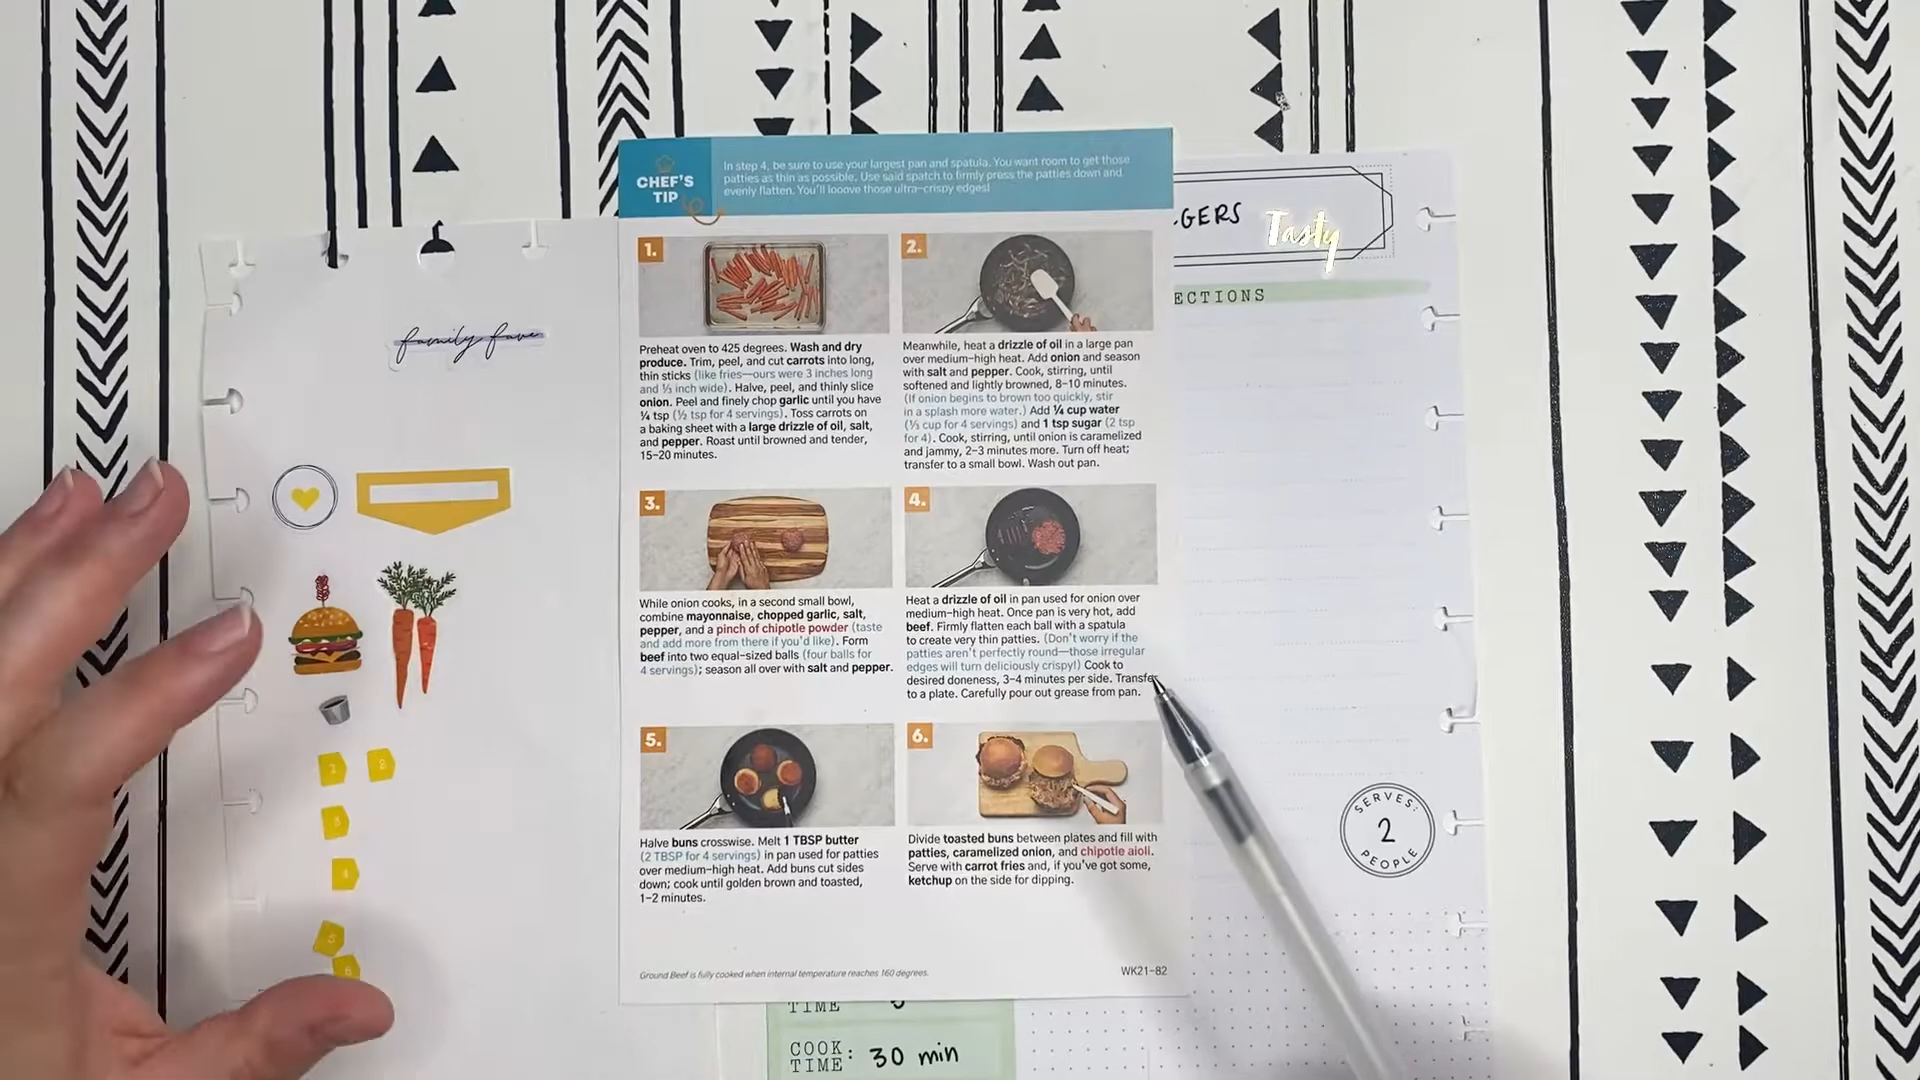 CHEF'S
TIP
In step 4, be sure to use your largest pan and spatula. You want room to get those
patties as thin as possible. Use said spatch to firmly press the patties down and
evenly flatten. You'll looove those ultra-crispy edges!
1.
Preheat oven to 425 degrees. Wash and dry
produce. Trim, peel, and cut carrots into long,
thin sticks (like fries—ours were 3 inches long
and ⅓ inch wide). Halve, peel, and thinly slice
onion. Peel and finely chop garlic until you have
¼ tsp (½ tsp for 4 servings). Toss carrots on
a baking sheet with a large drizzle of oil, salt,
and pepper. Roast until browned and tender,
15–20 minutes.
2.
Meanwhile, heat a drizzle of oil in a large pan
over medium-high heat. Add onion and season
with salt and pepper. Cook, stirring, until
softened and lightly browned, 8–10 minutes.
(If onion begins to brown too quickly, stir
in a splash more water.) Add ¼ cup water
(⅓ cup for 4 servings) and 1 tsp sugar (2 tsp
for 4). Cook, stirring, until onion is caramelized
and jammy, 2–3 minutes more. Turn off heat;
transfer to a small bowl. Wash out pan.
3.
While onion cooks, in a second small bowl,
combine mayonnaise, chopped garlic, salt,
pepper, and a pinch of chipotle powder (taste
and add more from there if you'd like). Form
beef into two equal-sized balls (four balls for
4 servings); season all over with salt and pepper.
4.
Heat a drizzle of oil in pan used for onion over
medium-high heat. Once pan is very hot, add
beef. Firmly flatten each ball with a spatula
to create very thin patties. (Don't worry if the
patties aren't perfectly round—those irregular
edges will turn deliciously crispy!) Cook to
desired doneness, 3–4 minutes per side. Transfer
to a plate. Carefully pour out grease from pan.
5.
Halve buns crosswise. Melt 1 TBSP butter
(2 TBSP for 4 servings) in pan used for patties
over medium-high heat. Add buns cut sides
down; cook until golden brown and toasted,
1–2 minutes.
6.
Divide toasted buns between plates and fill with
patties, caramelized onion, and chipotle aioli.
Serve with carrot fries and, if you've got some,
ketchup on the side for dipping.
Ground Beef is fully cooked when internal temperature reaches 160 degrees.
WK21-82
GERS
Tasty
ECTIONS
SERVES:
2
PEOPLE
family fave
1 2
3
4
5
6
TIME
COOK
TIME: 30 min